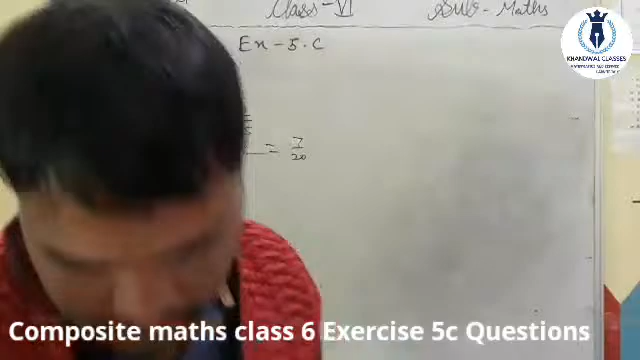 Class - VI Sub - Maths
Ex - 5.C
= 7/20
KHANDWAL CLASSES
Composite maths class 6 Exercise 5c Questions